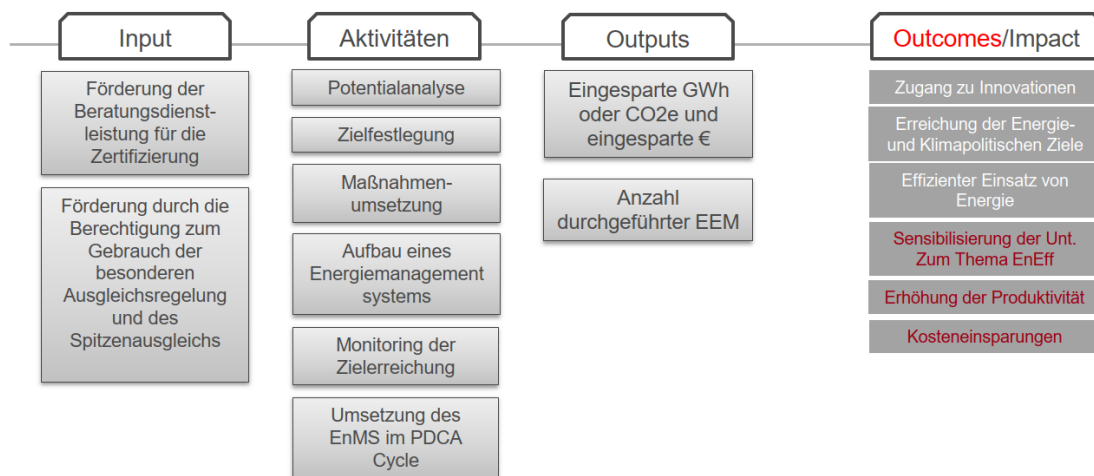 Input
Förderung der
Beratungsdienst-
leistung für die
Zertifizierung
Förderung durch die
Berechtigung zum
Gebrauch der
besonderen
Ausgleichsregelung
und des
Spitzenausgleichs
Aktivitäten
Potentialanalyse
Zielfestlegung
Maßnahmen-
umsetzung
Aufbau eines
Energiemanagement
systems
Monitoring der
Zielerreichung
Umsetzung des
EnMS im PDCA
Cycle
Outputs
Eingesparte GWh
oder CO2e und
eingesparte €
Anzahl
durchgeführter EEM
Outcomes/Impact
Zugang zu Innovationen
Erreichung der Energie-
und Klimapolitischen Ziele
Effizienter Einsatz von
Energie
Sensibilisierung der Unt.
Zum Thema EnEff
Erhöhung der Produktivität
Kosteneinsparungen